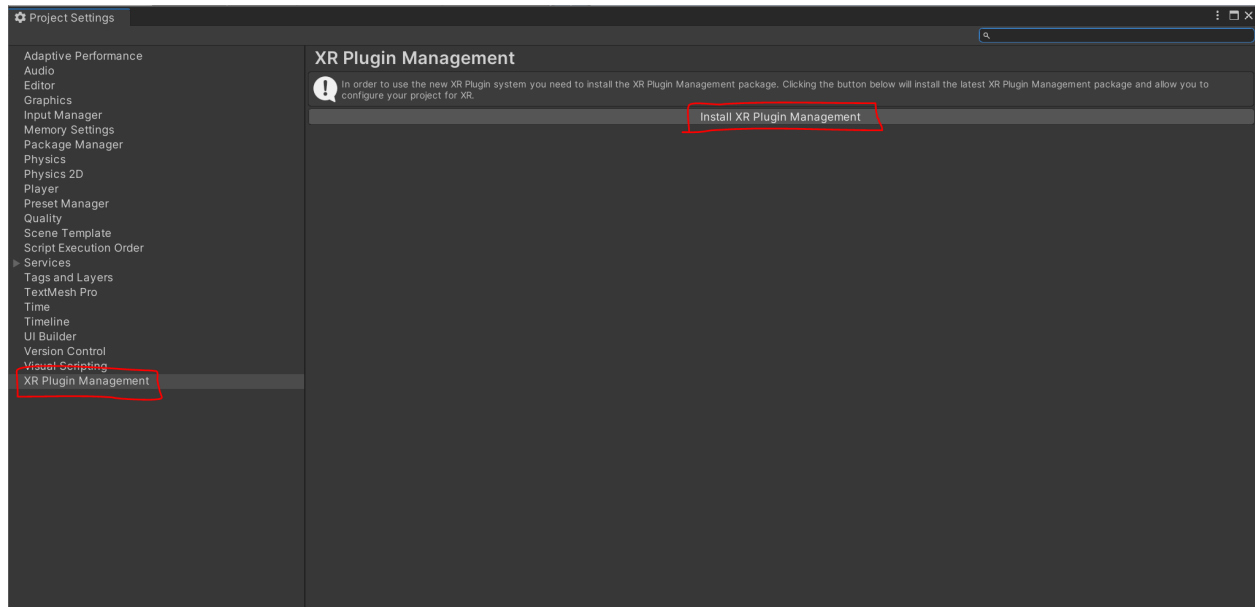 Project Settings
Adaptive Performance
Audio
Editor
Graphics
Input Manager
Memory Settings
Package Manager
Physics
Physics 2D
Player
Preset Manager
Quality
Scene Template
Script Execution Order
Services
Tags and Layers
TextMesh Pro
Time
Timeline
UI Builder
Version Control
Visual Scripting
XR Plugin Management
XR Plugin Management
In order to use the new XR Plugin system you need to install the XR Plugin Management package. Clicking the button below will install the latest XR Plugin Management package and allow you to
configure your project for XR.
Install XR Plugin Management